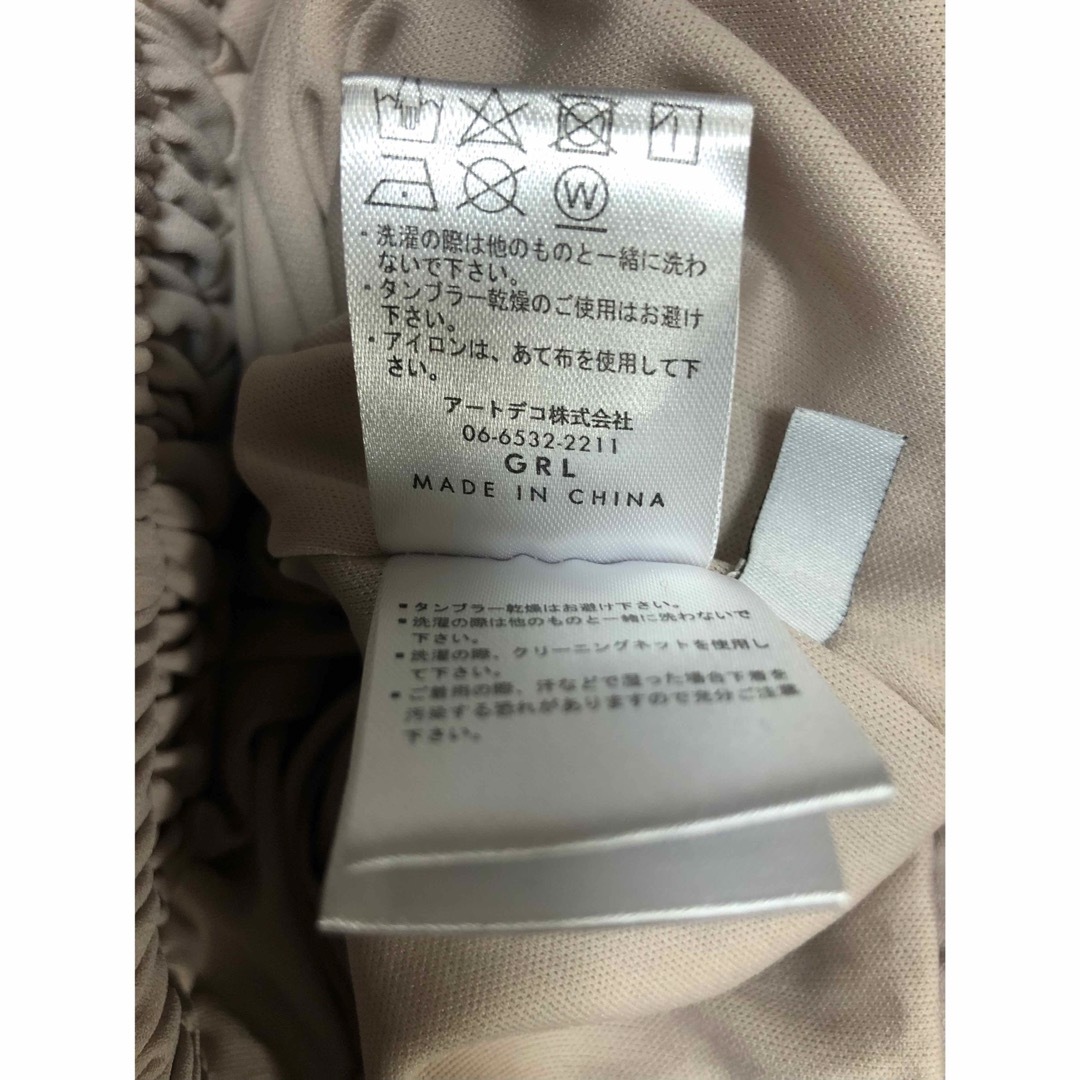 W
・洗濯の際は他のものと一緒に洗わ
ないで下さい。
・タンブラー乾燥のご使用はお避け
下さい。
・アイロンは、あて布を使用して下
さい。
アートデコ株式会社
06-6532-2211
GRL
MADE IN CHINA
▪タンブラー乾燥はお避け下さい。
▪洗濯の際は他のものと一緒に洗わないで
下さい。
▪洗濯の際、クリーニングネットを使用し
て下さい。
▪ご着用の際、汗などで湿った場合下着を
汚染する恐れがありますので充分ご注意
下さい。